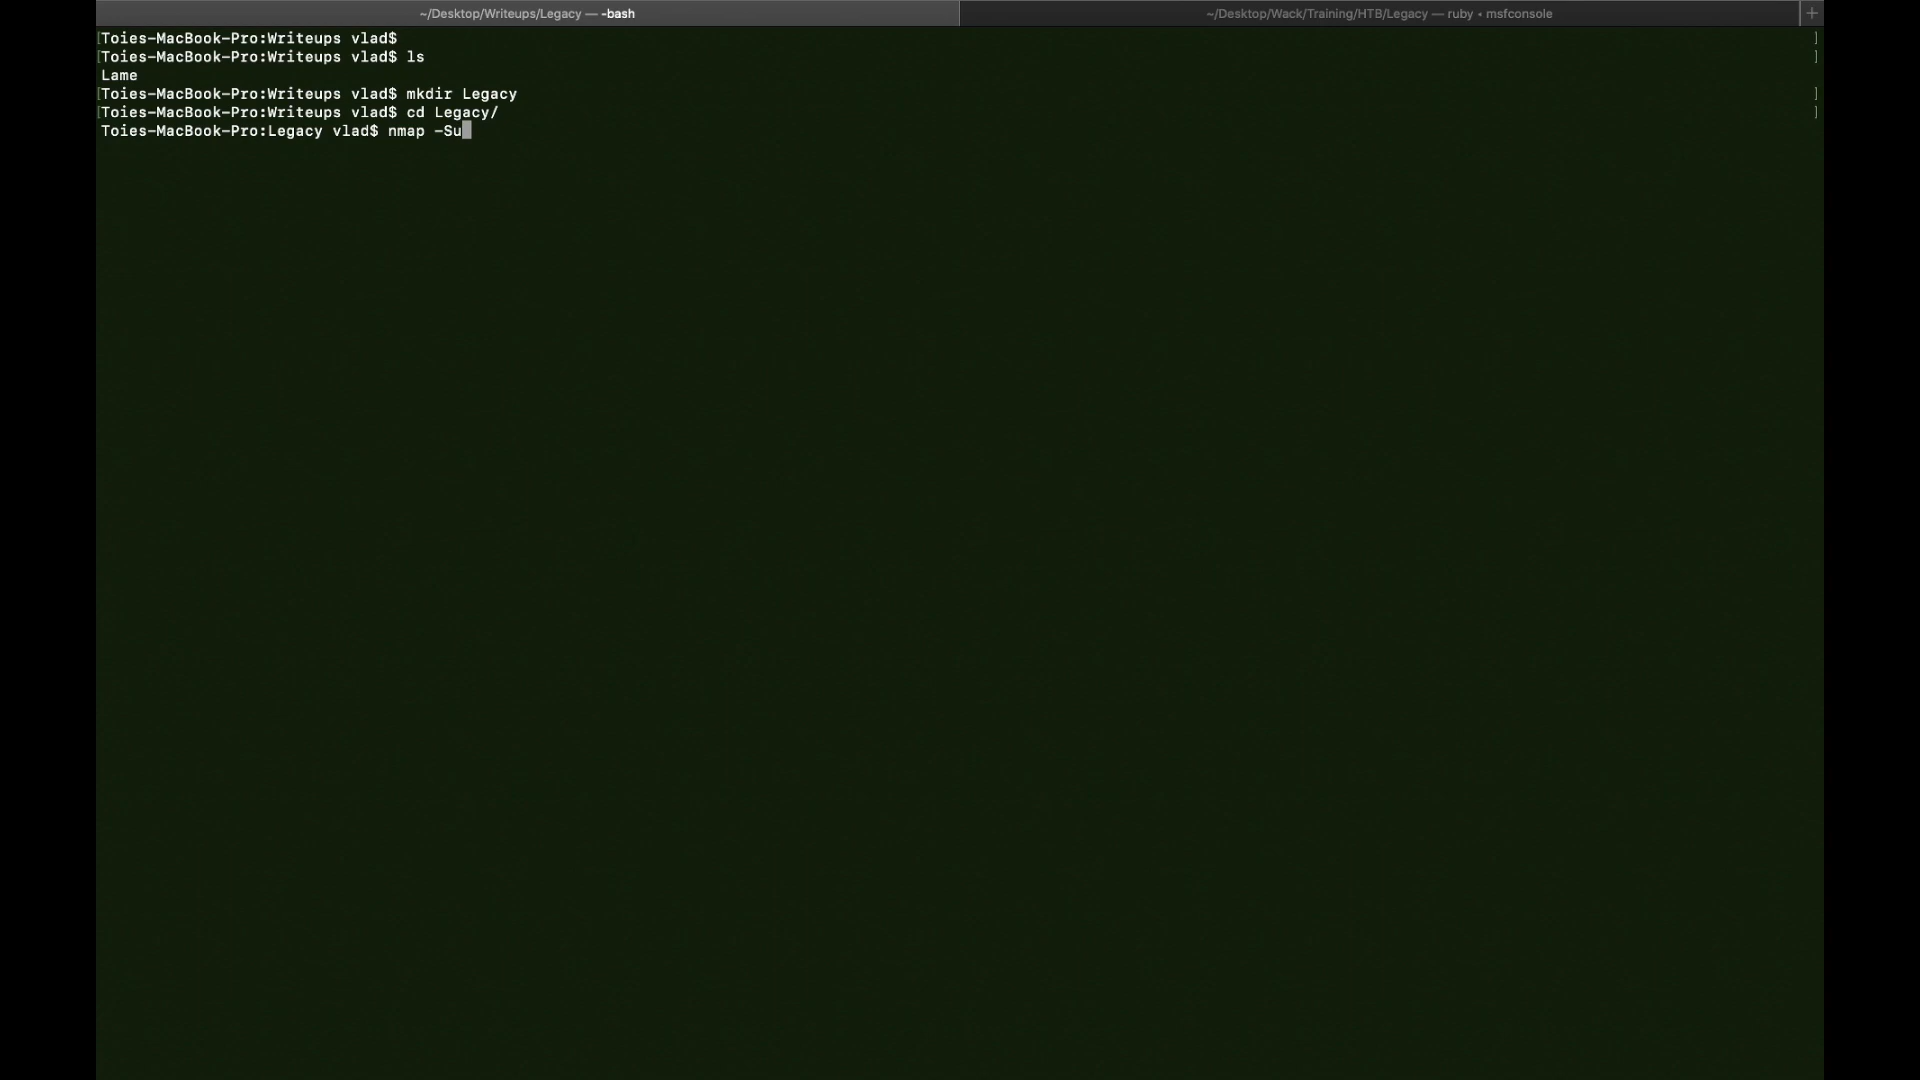 ~/Desktop/Writeups/Legacy — -bash
~/Desktop/Wack/Training/HTB/Legacy — ruby • msfconsole
+
[Toies-MacBook-Pro:Writeups vlad$ ]
[Toies-MacBook-Pro:Writeups vlad$ ls ]
Lame
[Toies-MacBook-Pro:Writeups vlad$ mkdir Legacy ]
[Toies-MacBook-Pro:Writeups vlad$ cd Legacy/ ]
Toies-MacBook-Pro:Legacy vlad$ nmap -Su